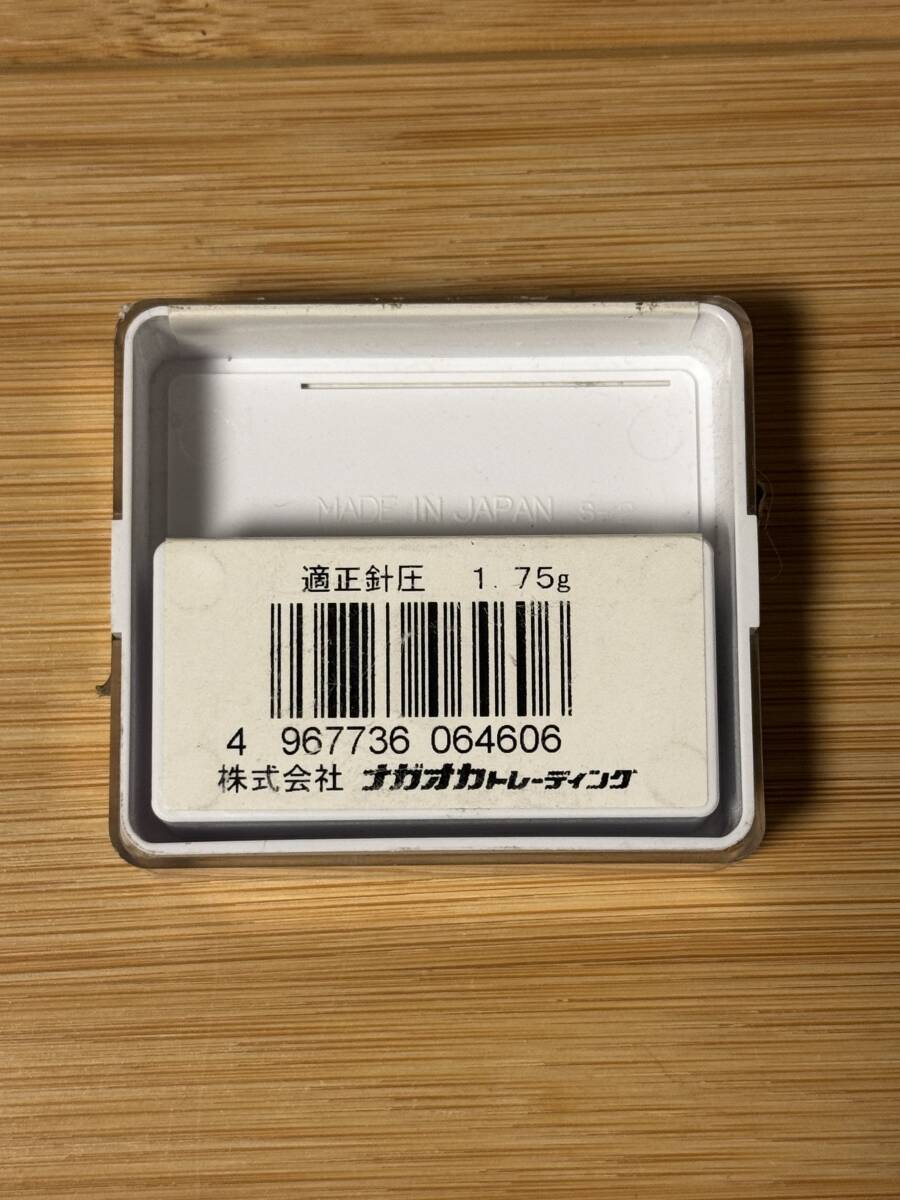 MADE IN JAPAN
適正針圧 1.75g
4 967736 064606
株式会社 ナガオカトレーディング